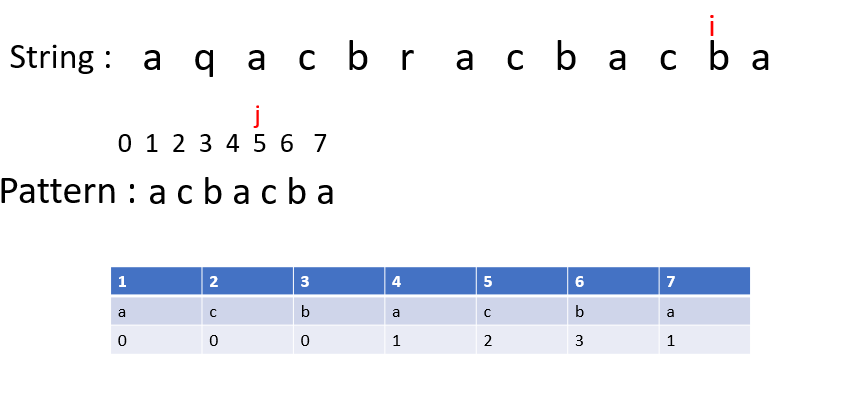 i
String : a q a c b r a c b a c b a
j
0 1 2 3 4 5 6 7
Pattern : a c b a c b a
1 2 3 4 5 6 7
a c b a c b a
0 0 0 1 2 3 1